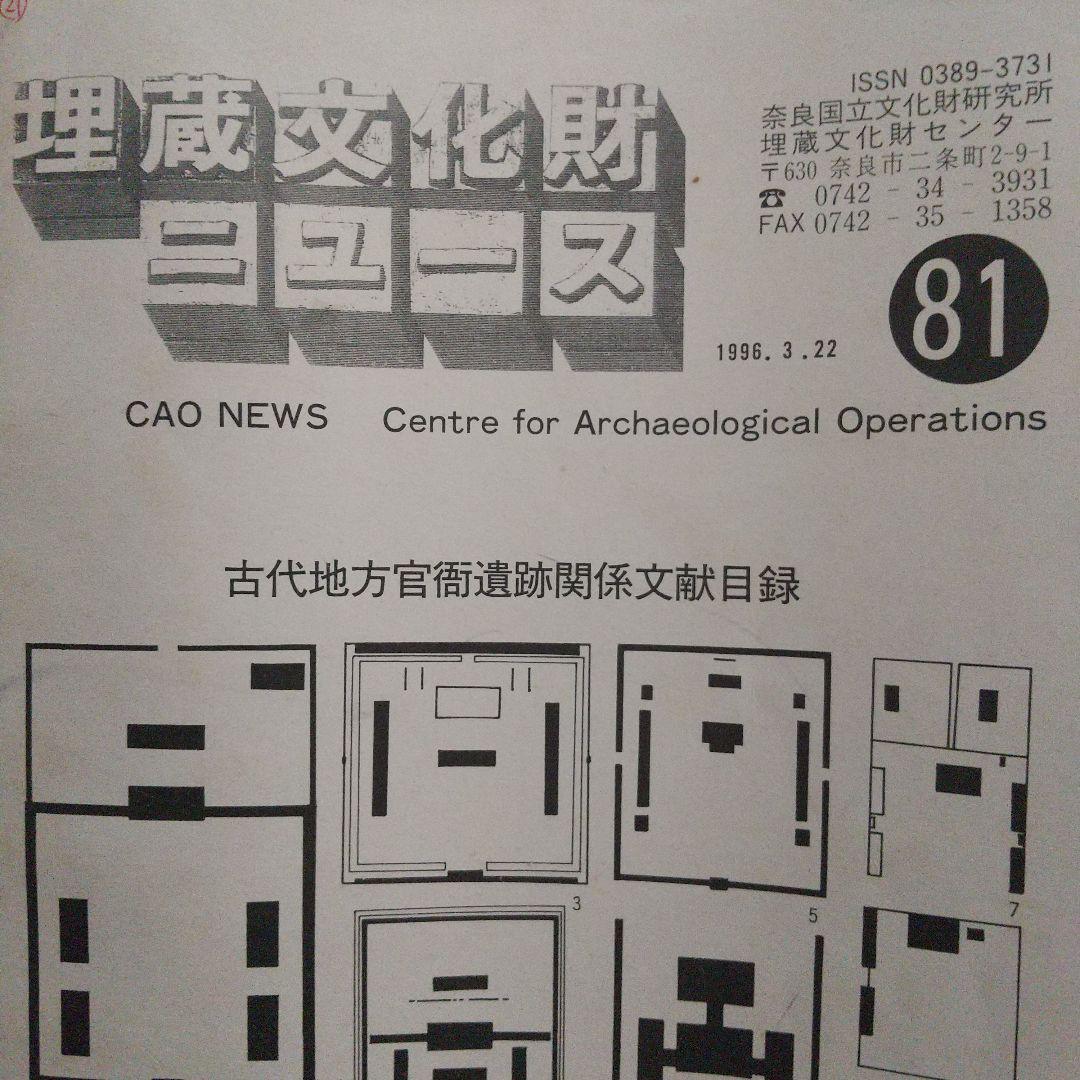 21
埋蔵文化財
ニュース
ISSN 0389-3731
奈良国立文化財研究所
埋蔵文化財センター
〒630 奈良市二条町2-9-1
☎ 0742 - 34 - 3931
FAX 0742 - 35 - 1358
81
1996. 3 .22
CAO NEWS Centre for Archaeological Operations
古代地方官衙遺跡関係文献目録
3
5
7